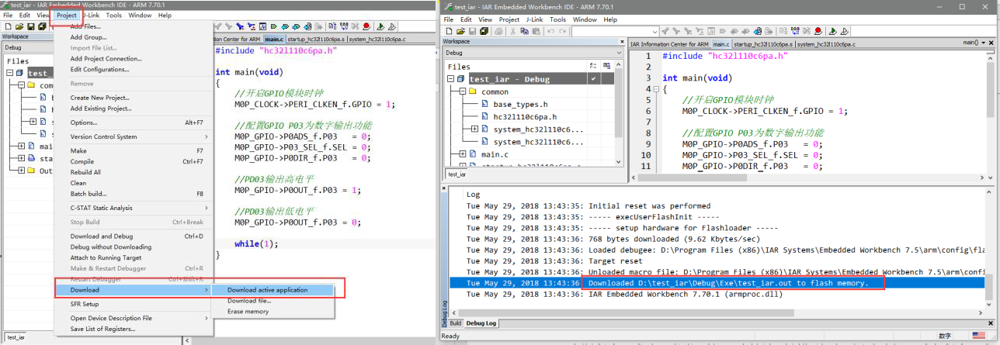 test_iar - IAR Embedded Workbench IDE - ARM 7.70.1
File Edit View Project J-Link Tools Window Help
Workspace
Debug
Files
test_
com
mai
sta
Out
test_iar
Add Files...
Add Group...
Import File List...
Add Project Connection...
Edit Configurations...
Remove
Create New Project...
Add Existing Project...
Options... Alt+F7
Version Control System
Make F7
Compile Ctrl+F7
Rebuild All
Clean
Batch build... F8
C-STAT Static Analysis
Stop Build Ctrl+Break
Download and Debug Ctrl+D
Debug without Downloading
Attach to Running Target
Make & Restart Debugger Ctrl+R
Restart Debugger Ctrl+Shift+R
Download
SFR Setup
Open Device Description File
Save List of Registers...
Download active application
Download file...
Erase memory
ation Center for ARM main.c startup_hc32l110c6pa.s system_hc32l110c6pa.c
#include "hc32l110c6pa.h"
int main(void)
{
//开启GPIO模块时钟
M0P_CLOCK->PERI_CLKEN_f.GPIO = 1;
//配置GPIO P03为数字输出功能
M0P_GPIO->P0ADS_f.P03 = 0;
M0P_GPIO->P03_SEL_f.SEL = 0;
M0P_GPIO->P0DIR_f.P03 = 0;
//PD03输出高电平
M0P_GPIO->P0OUT_f.P03 = 1;
//PD03输出低电平
M0P_GPIO->P0OUT_f.P03 = 0;
while(1);
}
test_iar - IAR Embedded Workbench IDE - ARM 7.70.1
File Edit View Project J-Link Tools Window Help
Workspace
Debug
Files
test_iar - Debug
common
base_types.h
hc32l110c6pa.h
system_hc32l110c6...
system_hc32l110c6...
main.c
startup_hc32l110c6pa.s
test_iar
IAR Information Center for ARM main.c startup_hc32l110c6pa.s system_hc32l110c6pa.c main()
1 #include "hc32l110c6pa.h"
2
3 int main(void)
4 {
5 //开启GPIO模块时钟
6 M0P_CLOCK->PERI_CLKEN_f.GPIO = 1;
7
8 //配置GPIO P03为数字输出功能
9 M0P_GPIO->P0ADS_f.P03 = 0;
10 M0P_GPIO->P03_SEL_f.SEL = 0;
11 M0P_GPIO->P0DIR_f.P03 = 0;
Log
Tue May 29, 2018 13:43:35: Initial reset was performed
Tue May 29, 2018 13:43:35: ----- execUserFlashInit -----
Tue May 29, 2018 13:43:35: ----- setup hardware for Flashloader -----
Tue May 29, 2018 13:43:36: 768 bytes downloaded (9.62 Kbytes/sec)
Tue May 29, 2018 13:43:36: Loaded debugee: D:\Program Files (x86)\IAR Systems\Embedded Workbench 7.5\arm\config\fla
Tue May 29, 2018 13:43:36: Target reset
Tue May 29, 2018 13:43:36: Unloaded macro file: D:\Program Files (x86)\IAR Systems\Embedded Workbench 7.5\arm\confi
Tue May 29, 2018 13:43:36: Downloaded D:\test_iar\Debug\Exe\test_iar.out to flash memory.
Tue May 29, 2018 13:43:36: IAR Embedded Workbench 7.70.1 (armproc.dll)
Debug Log
Build Debug Log
Ready 数字